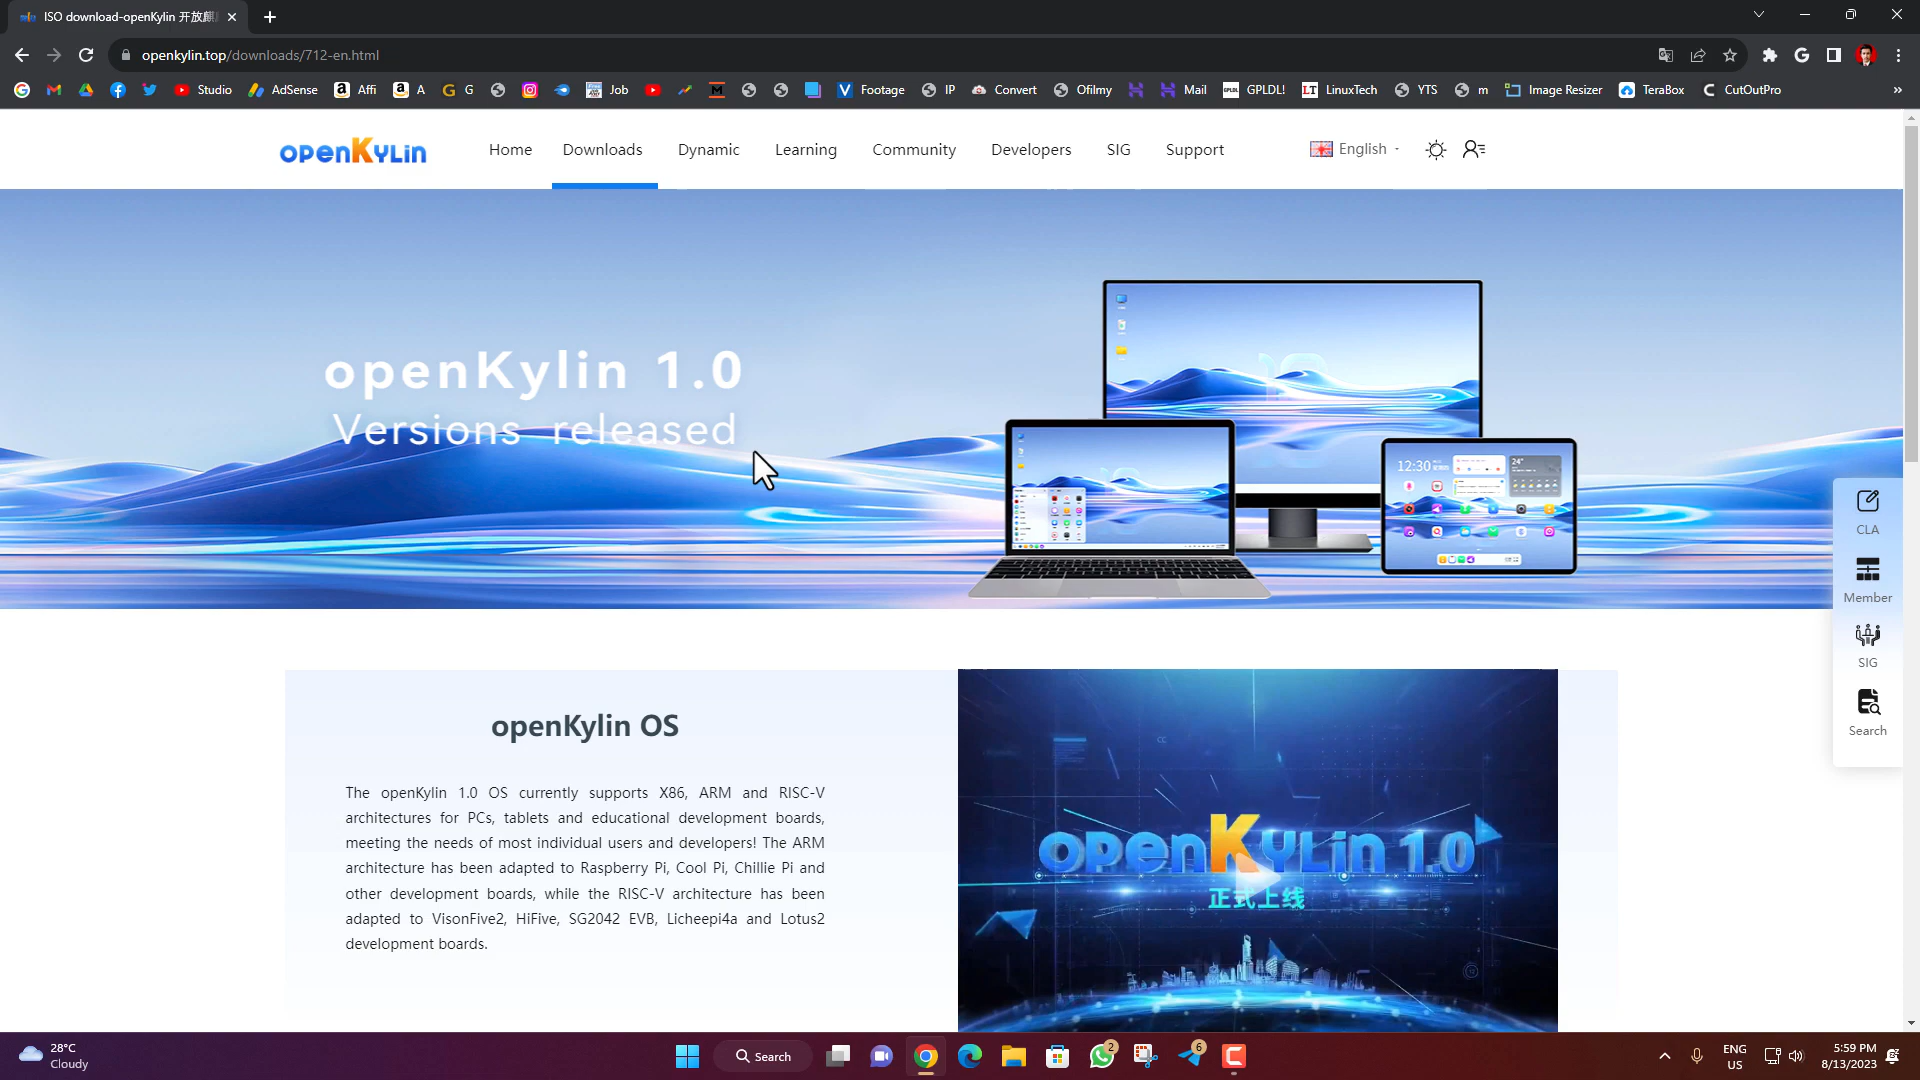 ISO download-openKylin 开放麒
openkylin.top/downloads/712-en.html
Studio
AdSense
Affi
A
G
Job
Footage
IP
Convert
Ofilmy
Mail
GPLDL!
LinuxTech
YTS
m
Image Resizer
TeraBox
CutOutPro
»
openKylin
Home
Downloads
Dynamic
Learning
Community
Developers
SIG
Support
English
openKylin 1.0
Versions released
12:30
24°
CLA
Member
SIG
Search
openKylin OS
The openKylin 1.0 OS currently supports X86, ARM and RISC-V
architectures for PCs, tablets and educational development boards,
meeting the needs of most individual users and developers! The ARM
architecture has been adapted to Raspberry Pi, Cool Pi, Chillie Pi and
other development boards, while the RISC-V architecture has been
adapted to VisonFive2, HiFive, SG2042 EVB, Licheepi4a and Lotus2
development boards.
openKylin 1.0
正式上线
28°C
Cloudy
Search
2
6
ENG
US
5:59 PM
8/13/2023